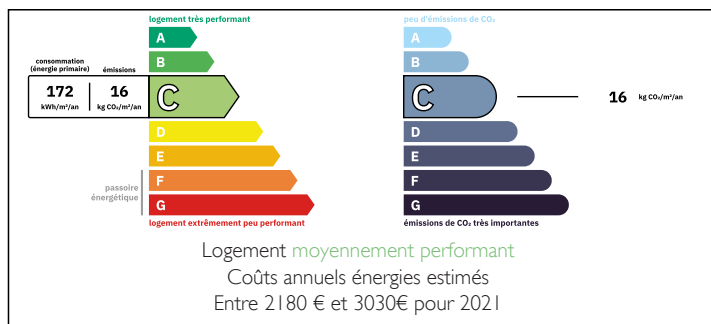 logement très performant
A
B
consommation
(énergie primaire)
émissions
172
kWh/m²/an
16
kg CO₂/m²/an
C
D
E
F
G
passoire
énergétique
logement extrêmement peu performant
peu d'émissions de CO₂
A
B
C
16 kg CO₂/m²/an
D
E
F
G
émissions de CO₂ très importantes
Logement moyennement performant
Coûts annuels énergies estimés
Entre 2180 € et 3030€ pour 2021